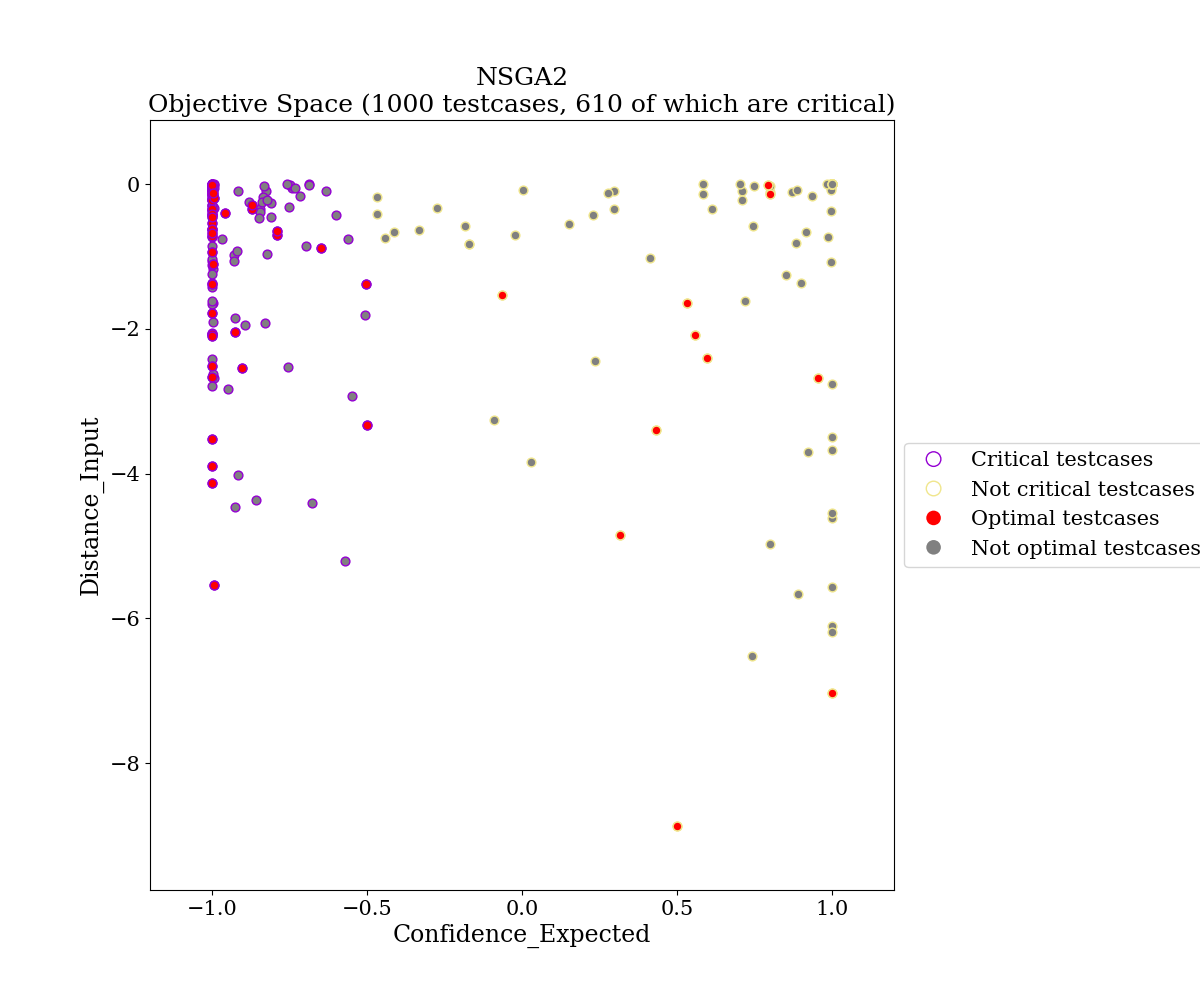 NSGA2
Objective Space (1000 testcases, 610 of which are critical)
0
−2
−4
−6
−8
Distance_Input
−1.0
−0.5
0.0
0.5
1.0
Confidence_Expected
Critical testcases
Not critical testcases
Optimal testcases
Not optimal testcases